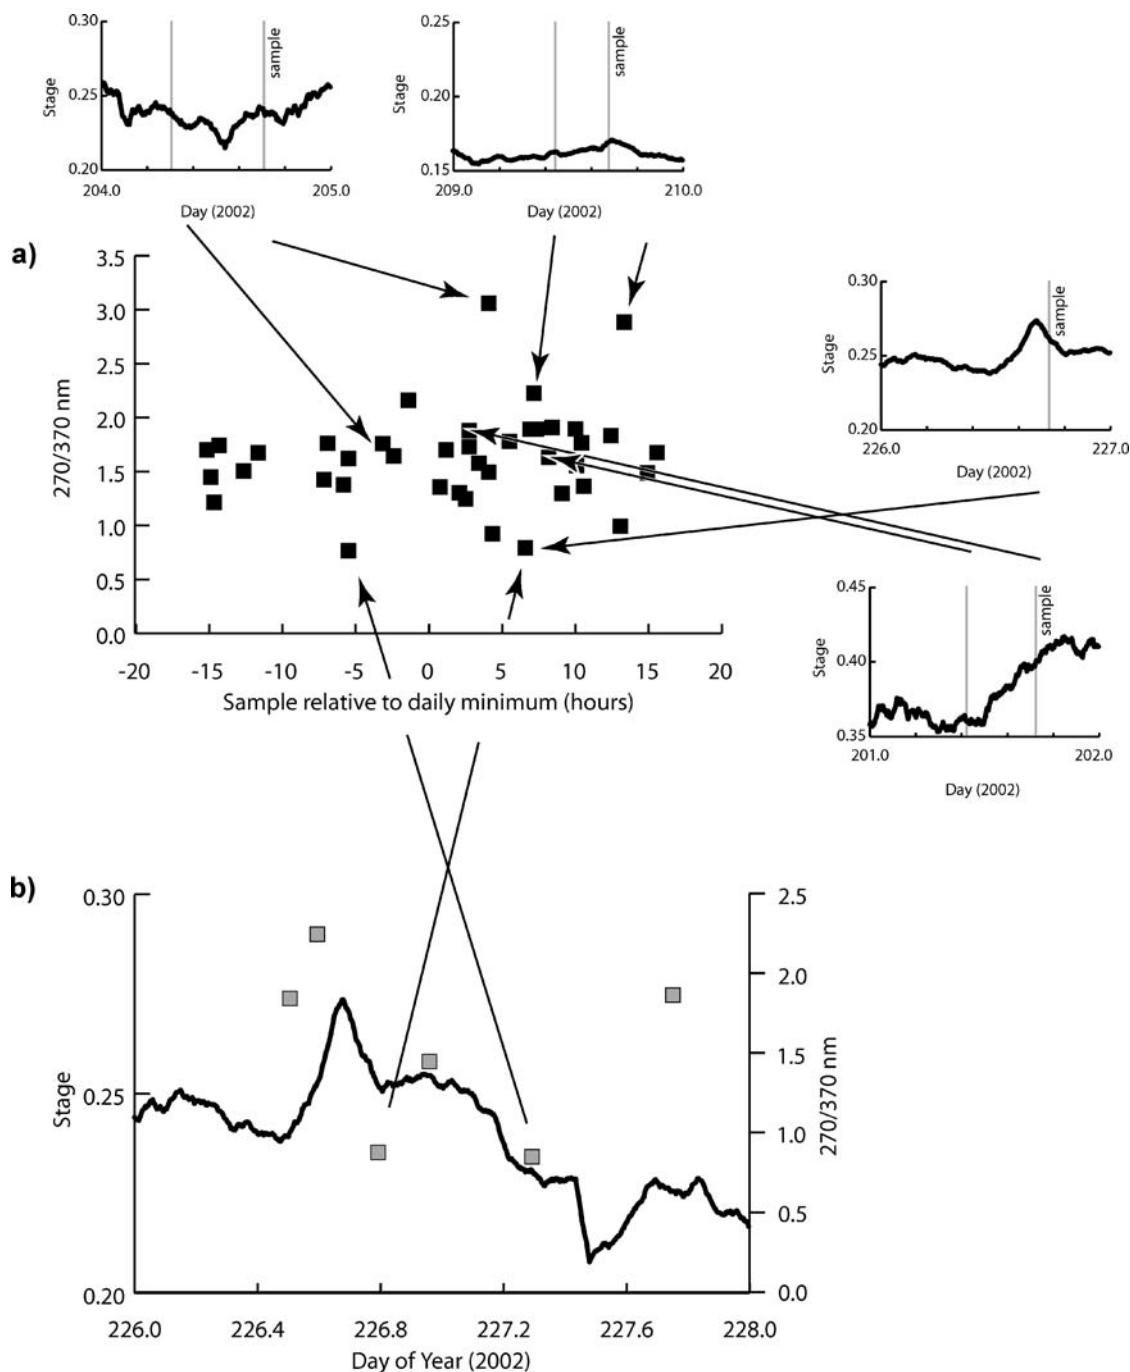 0.30
0.25
0.20
Stage
sample
204.0 205.0
Day (2002)
0.25
0.20
0.15
Stage
sample
209.0 210.0
Day (2002)
a)
3.5
3.0
2.5
2.0
1.5
1.0
0.5
0.0
270/370 nm
-20 -15 -10 -5 0 5 10 15 20
Sample relative to daily minimum (hours)
0.30
0.25
0.20
Stage
sample
226.0 227.0
Day (2002)
0.45
0.40
0.35
Stage
sample
201.0 202.0
Day (2002)
b)
0.30
0.25
0.20
Stage
2.5
2.0
1.5
1.0
0.5
0.0
270/370 nm
226.0 226.4 226.8 227.2 227.6 228.0
Day of Year (2002)